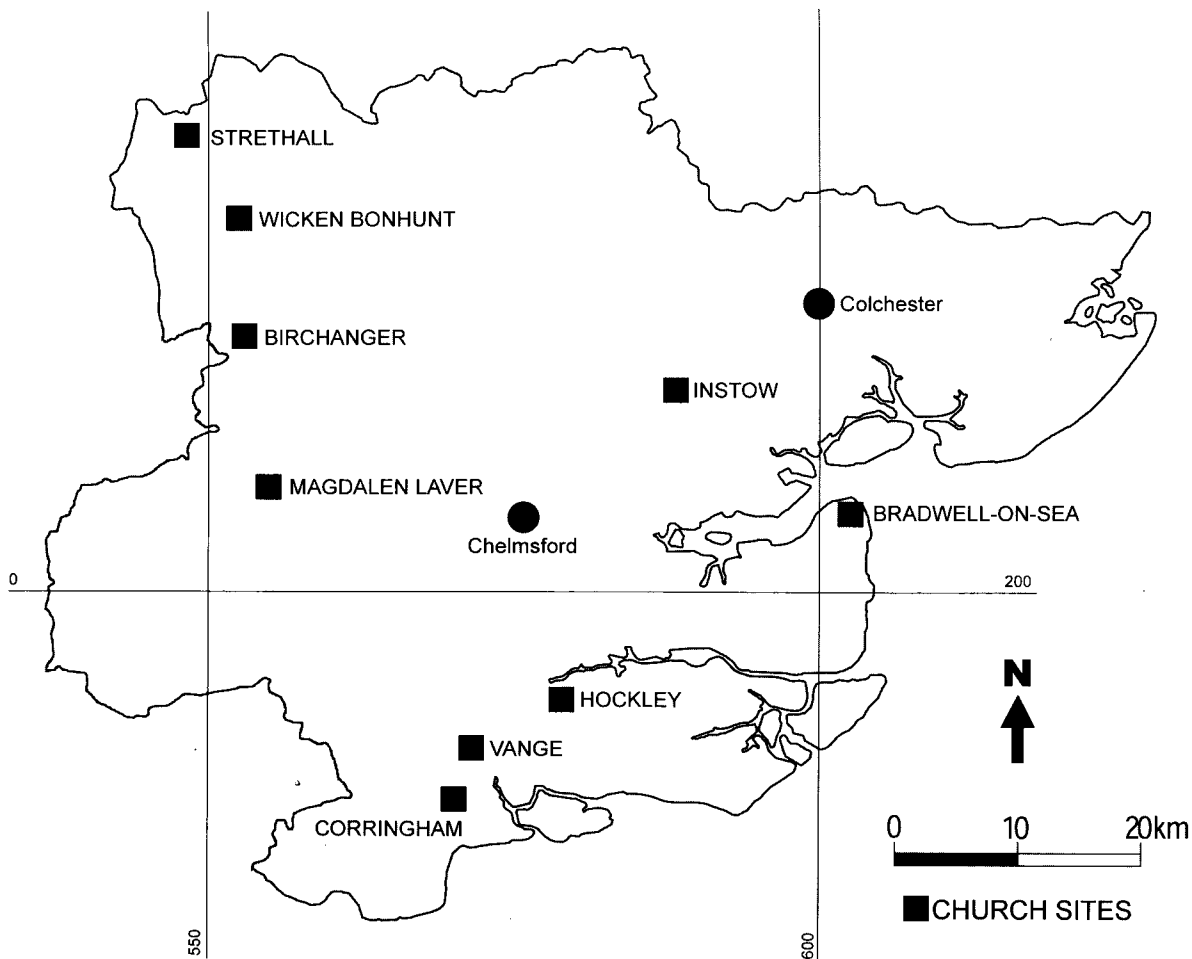 STRETHALL
WICKEN BONHUNT
Colchester
BIRCHANGER
INSTOW
MAGDALEN LAVER
BRADWELL-ON-SEA
Chelmsford
0
200
N
HOCKLEY
VANGE
CORRINGHAM
0 10 20km
CHURCH SITES
550
600